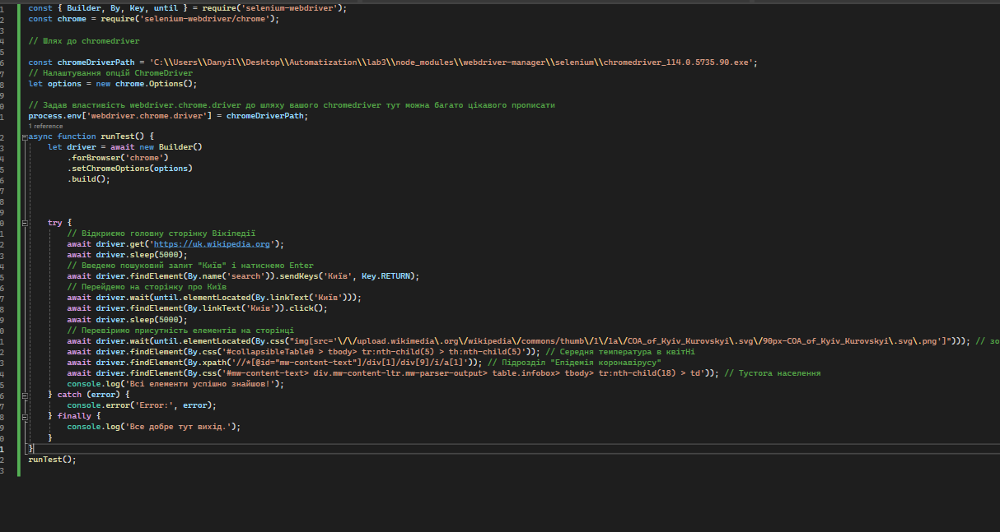 const { Builder, By, Key, until } = require('selenium-webdriver');
const chrome = require('selenium-webdriver/chrome');
// Шлях до chromedriver
const chromeDriverPath = 'C:\\Users\\Danyil\\Desktop\\Automatization\\lab3\\node_modules\\webdriver-manager\\selenium\\chromedriver_114.0.5735.90.exe';
// Налаштування опцій ChromeDriver
let options = new chrome.Options();
// Задав властивість webdriver.chrome.driver до шляху вашого chromedriver тут можна багато цікавого прописати
process.env['webdriver.chrome.driver'] = chromeDriverPath;
1 reference
async function runTest() {
let driver = await new Builder()
.forBrowser('chrome')
.setChromeOptions(options)
.build();
try {
// Відкриємо головну сторінку Вікіпедії
await driver.get('https://uk.wikipedia.org');
await driver.sleep(5000);
// Введемо пошуковий запит "Київ" і натиснемо Enter
await driver.findElement(By.name('search')).sendKeys('Київ', Key.RETURN);
// Перейдемо на сторінку про Київ
await driver.wait(until.elementLocated(By.linkText('Київ')));
await driver.findElement(By.linkText('Київ')).click();
await driver.sleep(5000);
// Перевіримо присутність елементів на сторінці
await driver.wait(until.elementLocated(By.css("img[src='\/\/upload.wikimedia\.org\/wikipedia\/commons/thumb\/1\/1a\/COA_of_Kyiv_Kurovskyi\.svg\/90px-COA_of_Kyiv_Kurovskyi\.svg\.png']"))); // зо
await driver.findElement(By.css('#collapsibleTable0 > tbody> tr:nth-child(5) > th:nth-child(5)')); // Середня температура в квітНі
await driver.findElement(By.xpath('//*[@id="mw-content-text"]/div[1]/div[9]/i/a[1]')); // Підрозділ "Епідемія коронавірусу"
await driver.findElement(By.css('#mw-content-text> div.mw-content-ltr.mw-parser-output> table.infobox> tbody> tr:nth-child(18) > td')); // Тустога населення
console.log('Всі елементи успішно знайшов!');
} catch (error) {
console.error('Error:', error);
} finally {
console.log('Все добре тут вихід.');
}
}
runTest();